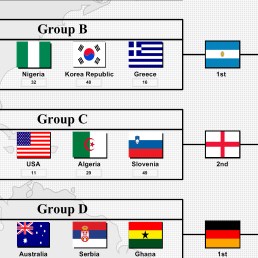 Group B
Nigeria Korea Republic Greece 1st
32 48 16
Group C
USA Algeria Slovenia 2nd
11 29 48
Group D
Australia Serbia Ghana 1st